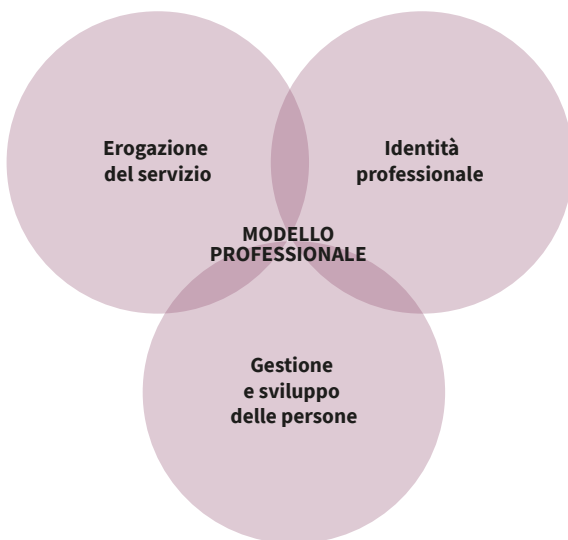 Erogazione
del servizio
Identità
professionale
MODELLO
PROFESSIONALE
Gestione
e sviluppo
delle persone